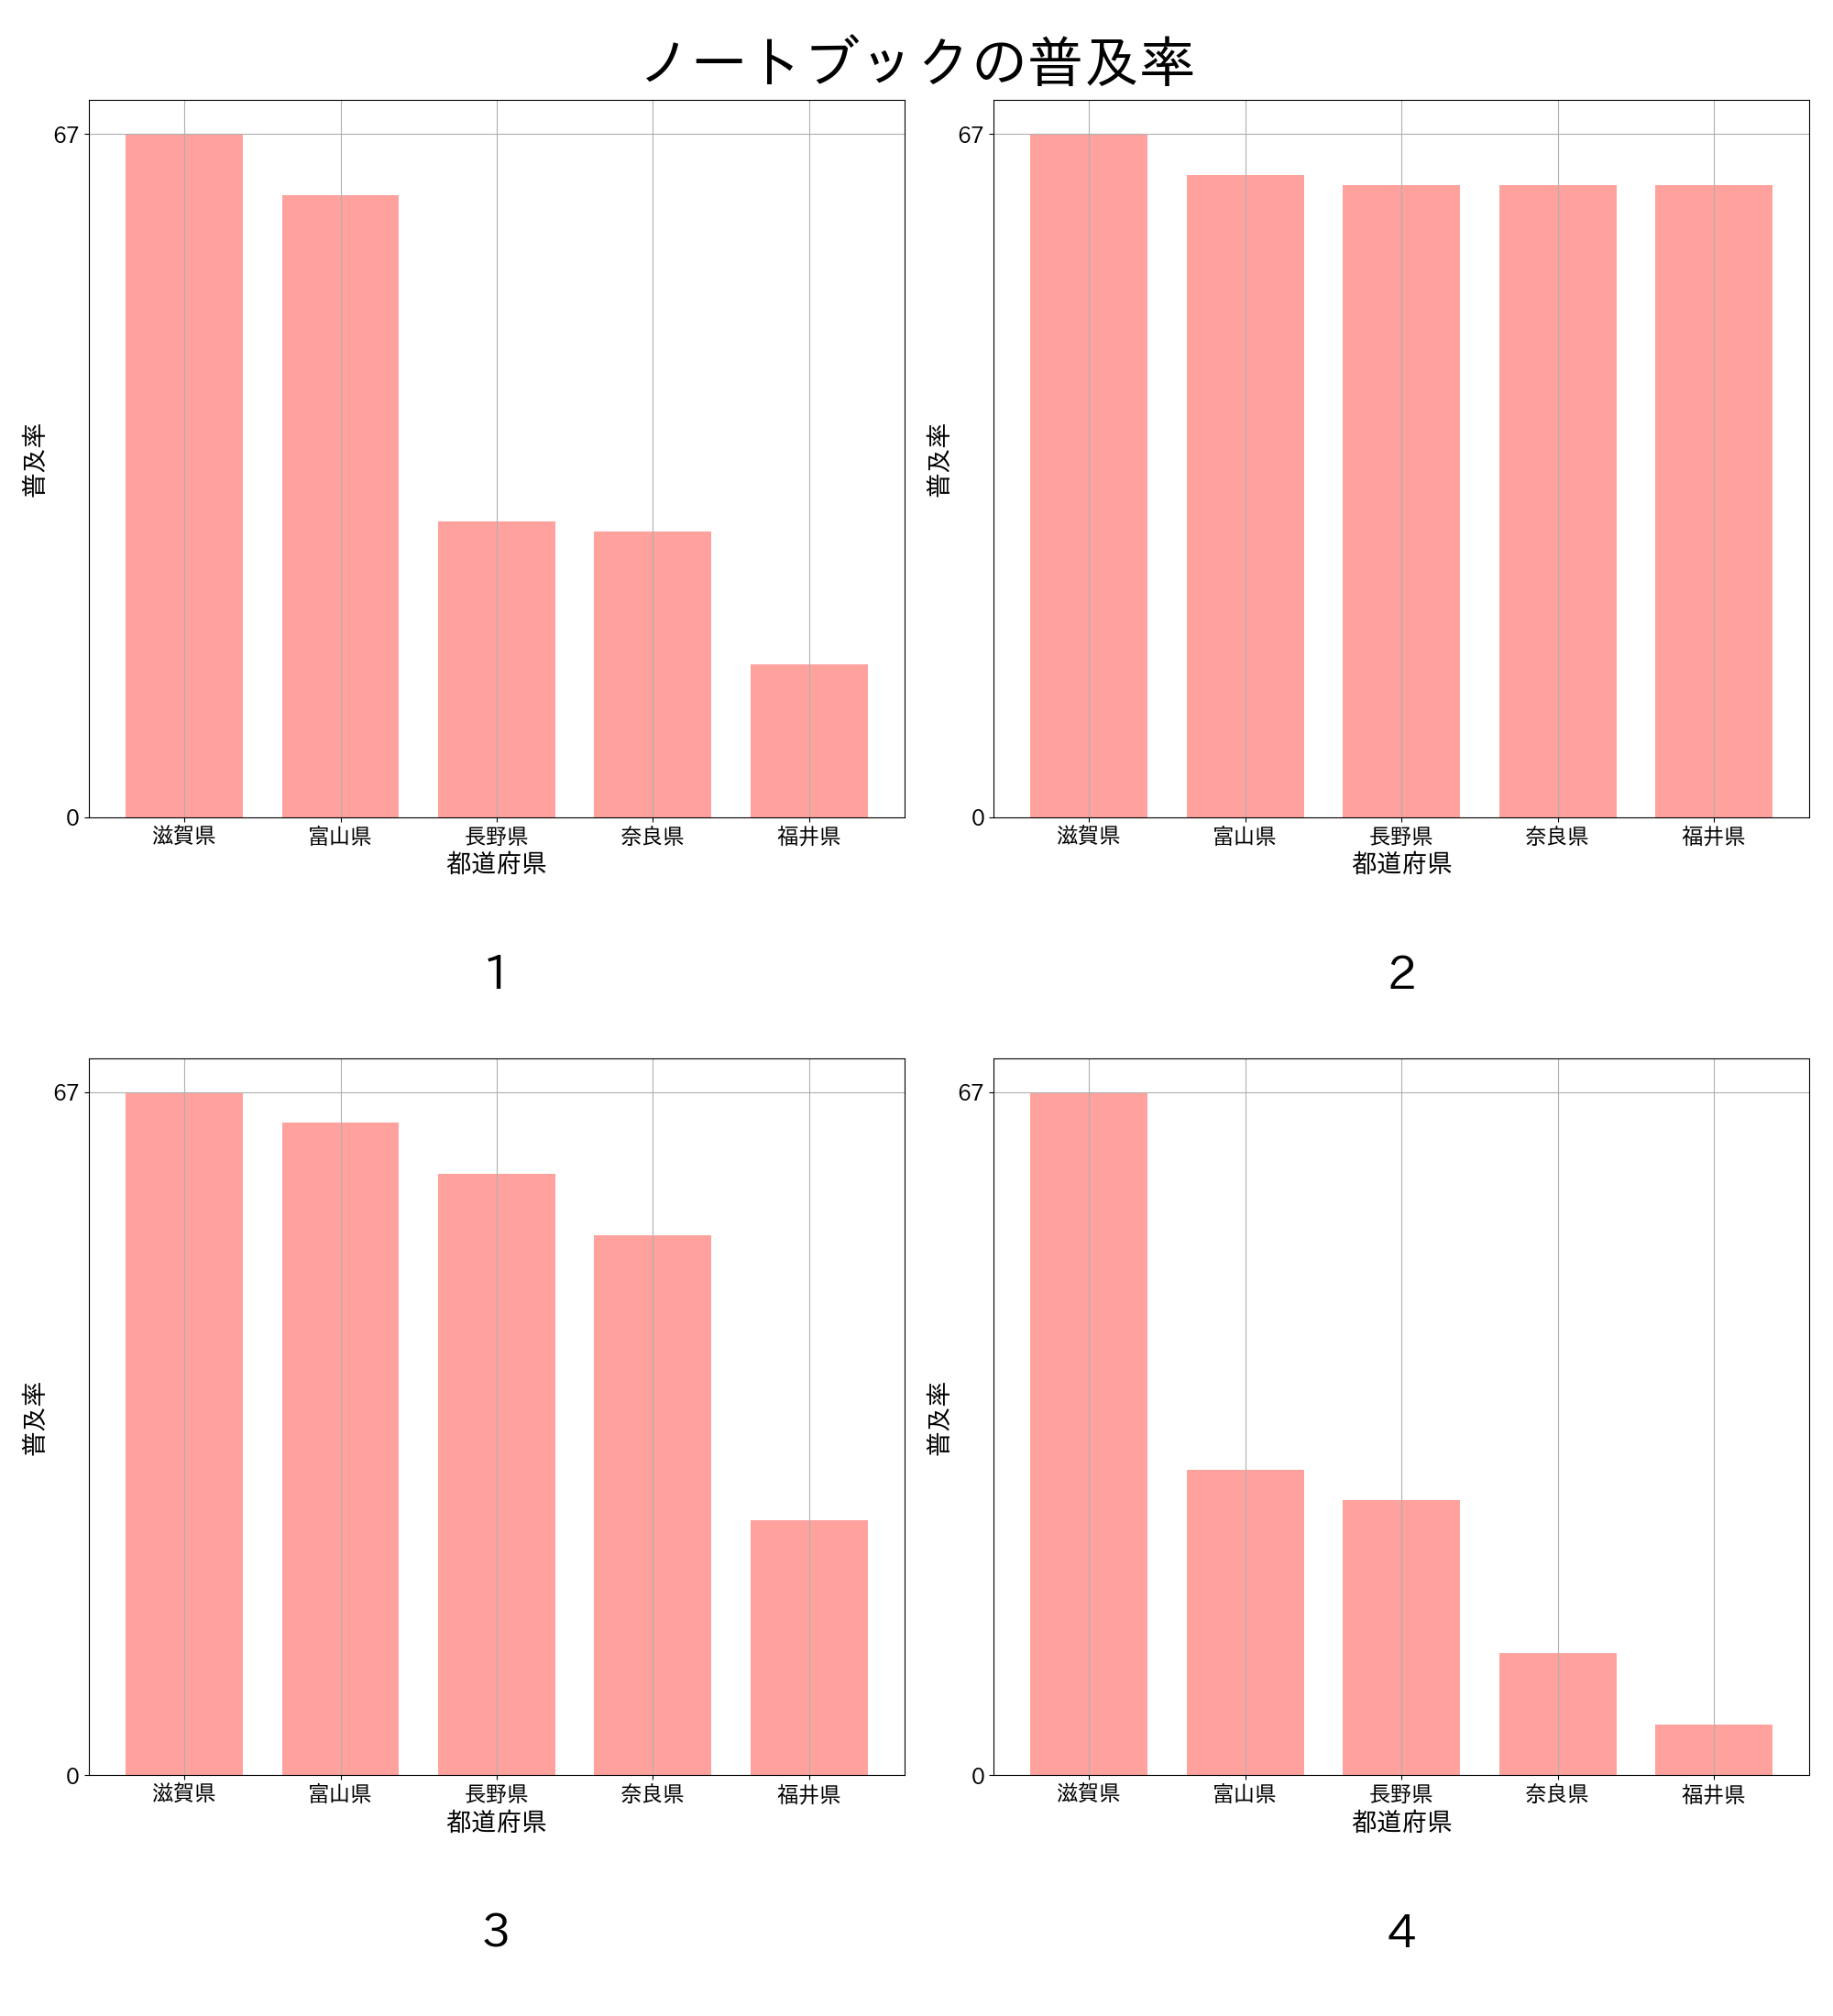 ノートブックの普及率
67
0
普及率
滋賀県 富山県 長野県 奈良県 福井県
都道府県
1
67
0
普及率
滋賀県 富山県 長野県 奈良県 福井県
都道府県
2
67
0
普及率
滋賀県 富山県 長野県 奈良県 福井県
都道府県
3
67
0
普及率
滋賀県 富山県 長野県 奈良県 福井県
都道府県
4